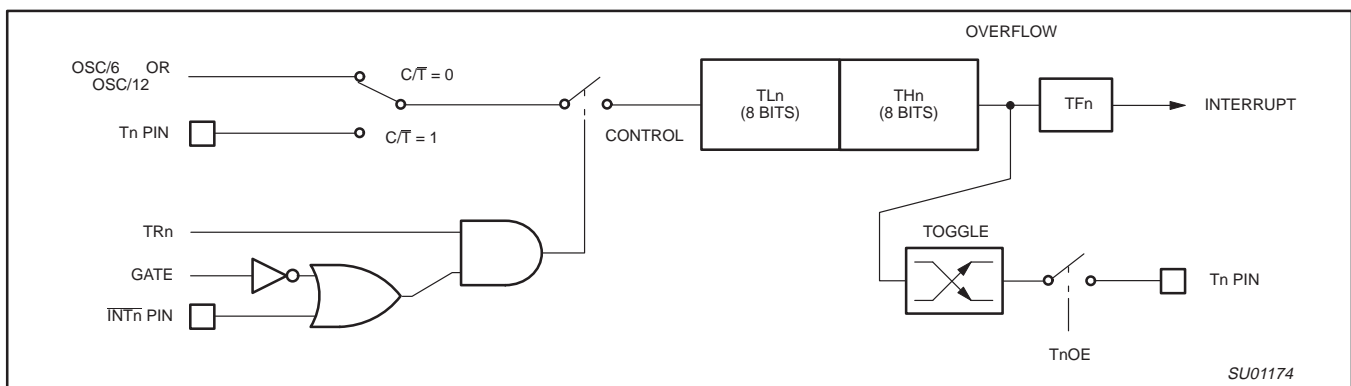 OVERFLOW
OSC/6 OR
OSC/12
C/T̅ = 0
TLn
(8 BITS)
THn
(8 BITS)
TFn
INTERRUPT
Tn PIN
C/T̅ = 1
CONTROL
TRn
TOGGLE
GATE
Tn PIN
I̅N̅T̅n̅ PIN
TnOE
SU01174